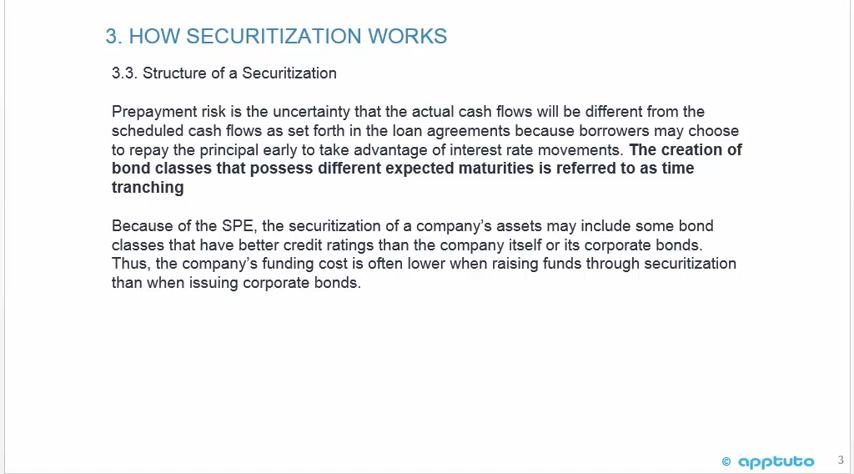 3. HOW SECURITIZATION WORKS
3.3. Structure of a Securitization
Prepayment risk is the uncertainty that the actual cash flows will be different from the
scheduled cash flows as set forth in the loan agreements because borrowers may choose
to repay the principal early to take advantage of interest rate movements. The creation of
bond classes that possess different expected maturities is referred to as time
tranching
Because of the SPE, the securitization of a company's assets may include some bond
classes that have better credit ratings than the company itself or its corporate bonds.
Thus, the company's funding cost is often lower when raising funds through securitization
than when issuing corporate bonds.
© apptuto 3